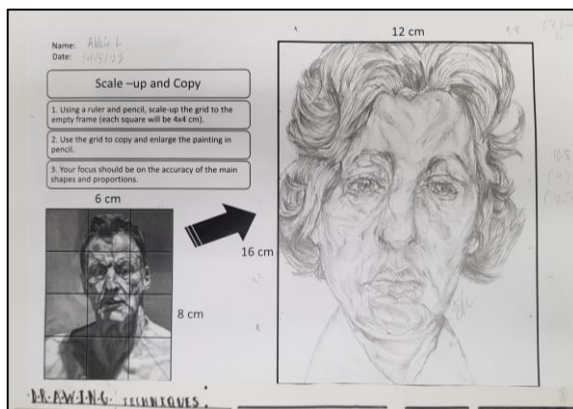 12 cm
Name: Abbie L
Date:
Scale –up and Copy
1. Using a ruler and pencil, scale-up the grid to the
empty frame (each square will be 4x4 cm).
2. Use the grid to copy and enlarge the painting in
pencil.
3. Your focus should be on the accuracy of the main
shapes and proportions.
6 cm
16 cm
8 cm
·D·R·A·W·I·N·G· TECHNIQUES.